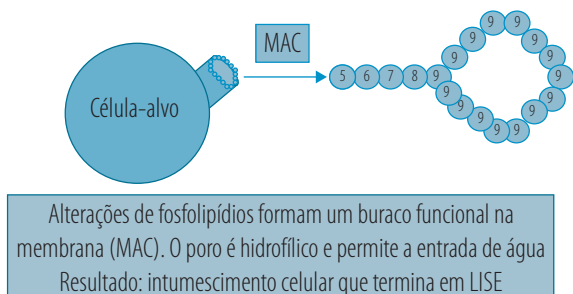 MAC
Célula-alvo
5 6 7 8 9
9 9 9 9 9 9 9 9 9 9 9 9 9 9
Alterações de fosfolipídios formam um buraco funcional na
membrana (MAC). O poro é hidrofílico e permite a entrada de água
Resultado: intumescimento celular que termina em LISE